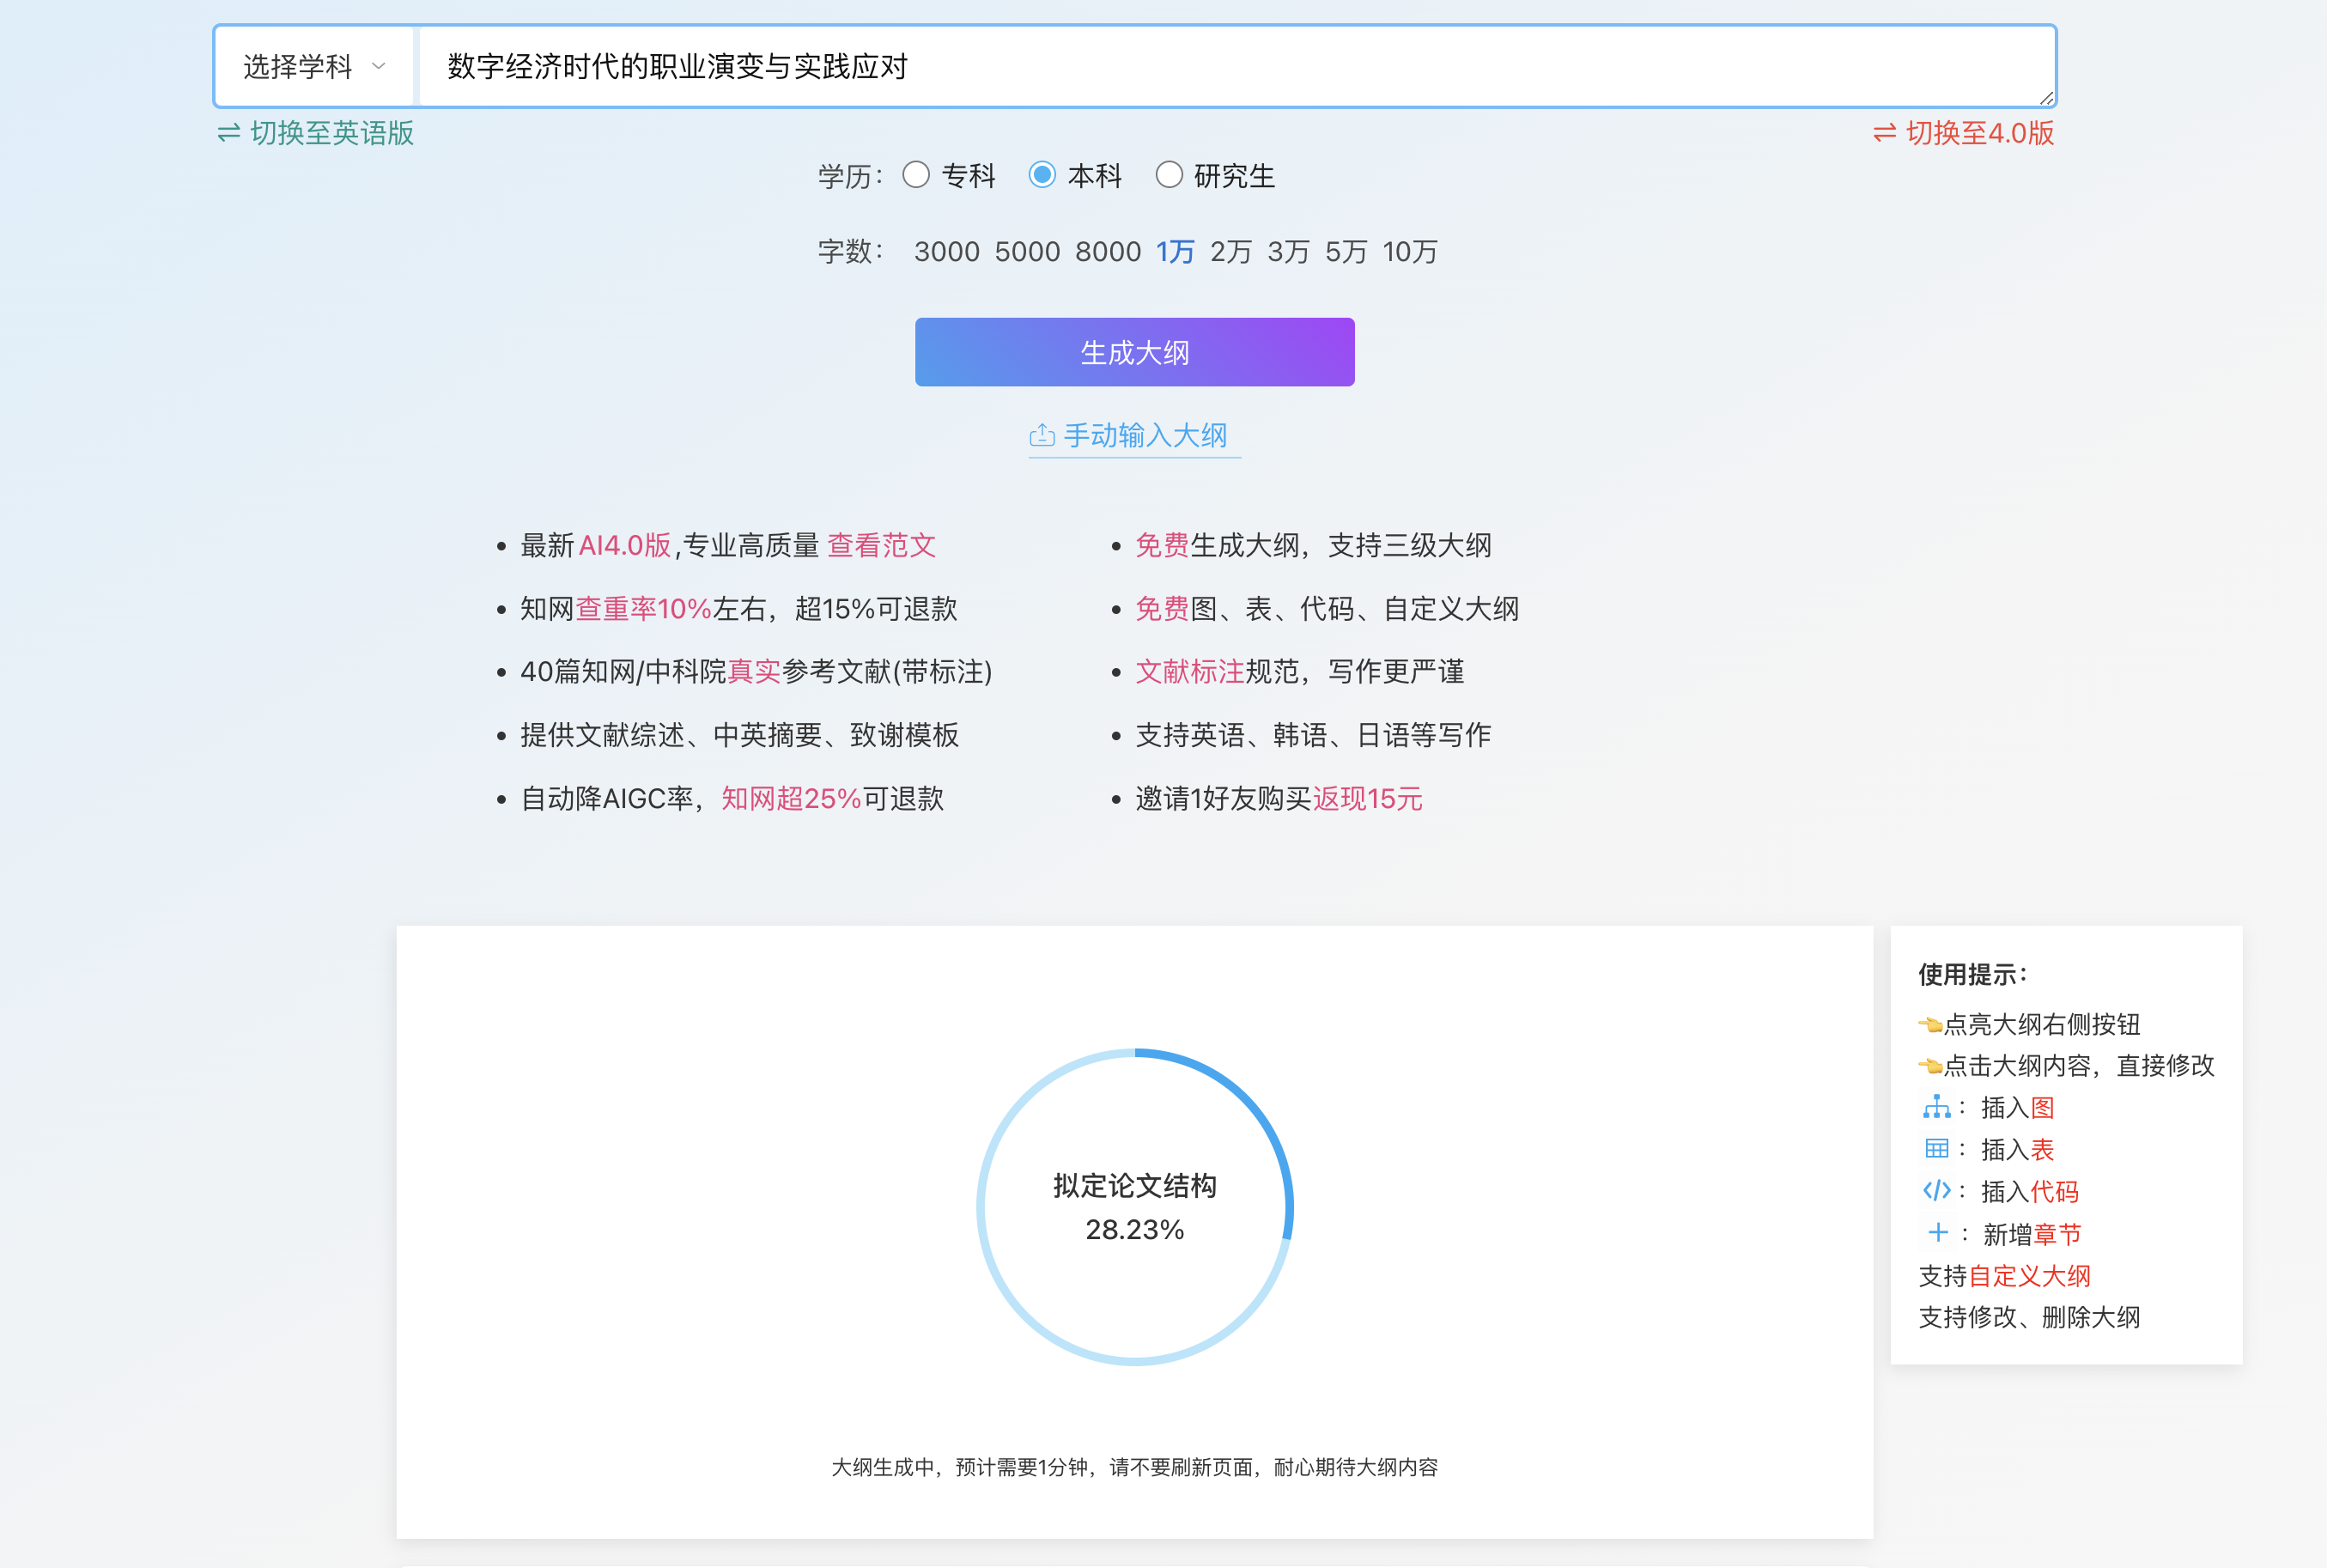 选择学科
数字经济时代的职业演变与实践应对
切换至英语版
切换至4.0版
学历： 专科 本科 研究生
字数： 3000 5000 8000 1万 2万 3万 5万 10万
生成大纲
手动输入大纲
最新AI4.0版,专业高质量 查看范文
知网查重率10%左右，超15%可退款
40篇知网/中科院真实参考文献(带标注)
提供文献综述、中英摘要、致谢模板
自动降AIGC率，知网超25%可退款
免费生成大纲，支持三级大纲
免费图、表、代码、自定义大纲
文献标注规范，写作更严谨
支持英语、韩语、日语等写作
邀请1好友购买返现15元
拟定论文结构
28.23%
大纲生成中，预计需要1分钟，请不要刷新页面，耐心期待大纲内容
使用提示：
👈点亮大纲右侧按钮
👈点击大纲内容，直接修改
：插入图
：插入表
</>：插入代码
+：新增章节
支持自定义大纲
支持修改、删除大纲